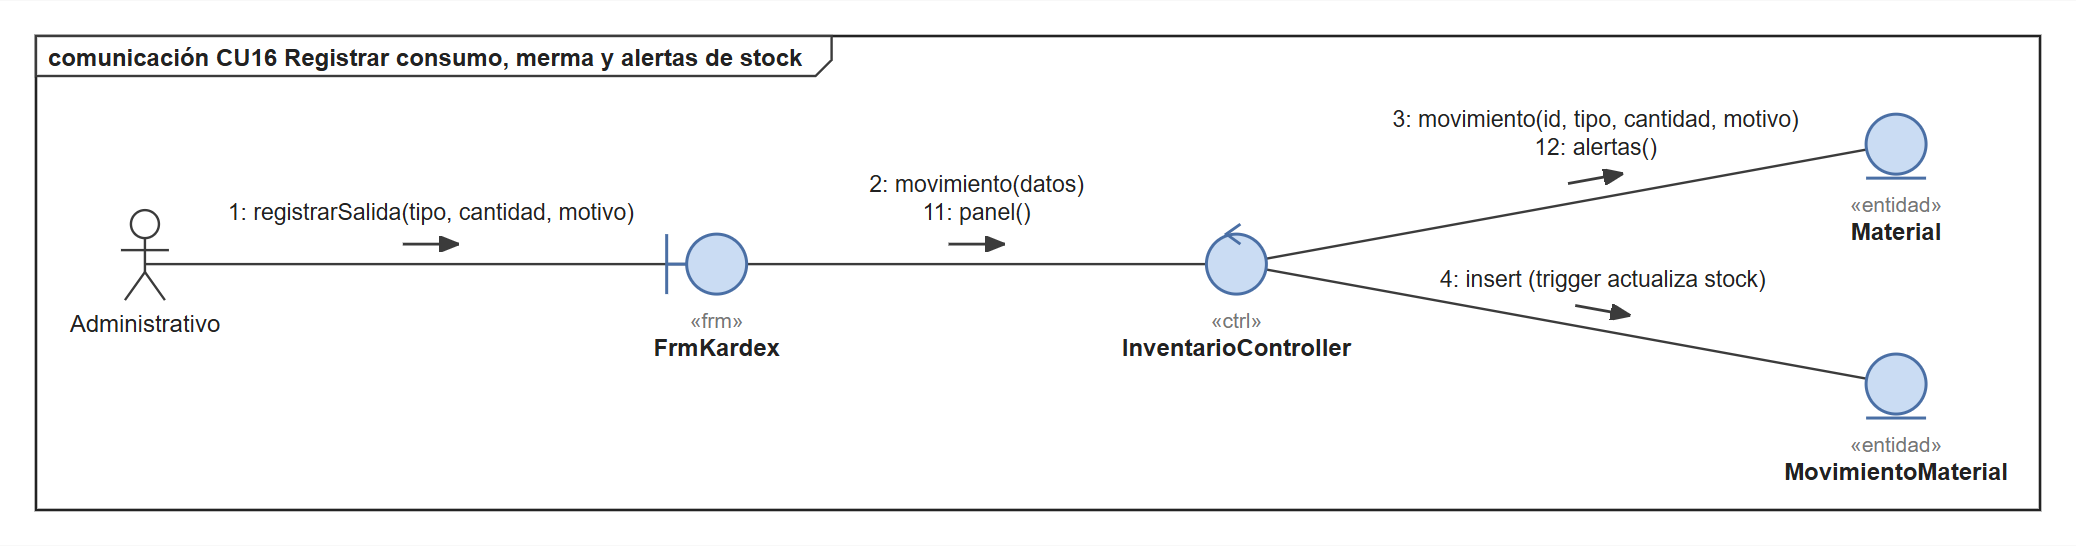 comunicación CU16 Registrar consumo, merma y alertas de stock
1: registrarSalida(tipo, cantidad, motivo)
Administrativo
«frm»
FrmKardex
2: movimiento(datos)
11: panel()
«ctrl»
InventarioController
3: movimiento(id, tipo, cantidad, motivo)
12: alertas()
«entidad»
Material
4: insert (trigger actualiza stock)
«entidad»
MovimientoMaterial